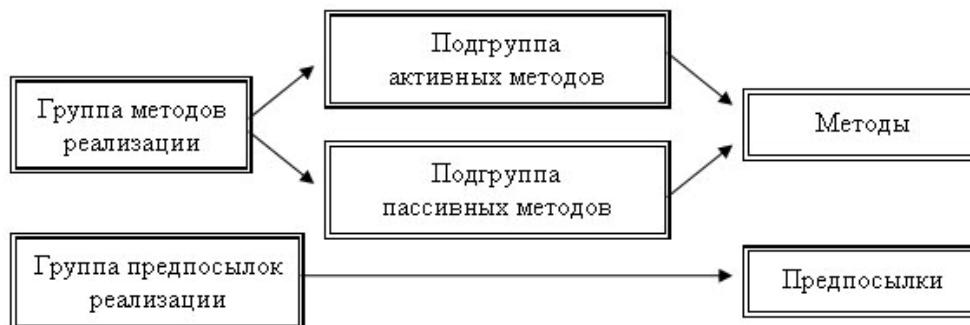 Подгруппа
активных методов
Группа методов
реализации
Методы
Подгруппа
пассивных методов
Группа предпосылок
реализации
Предпосылки